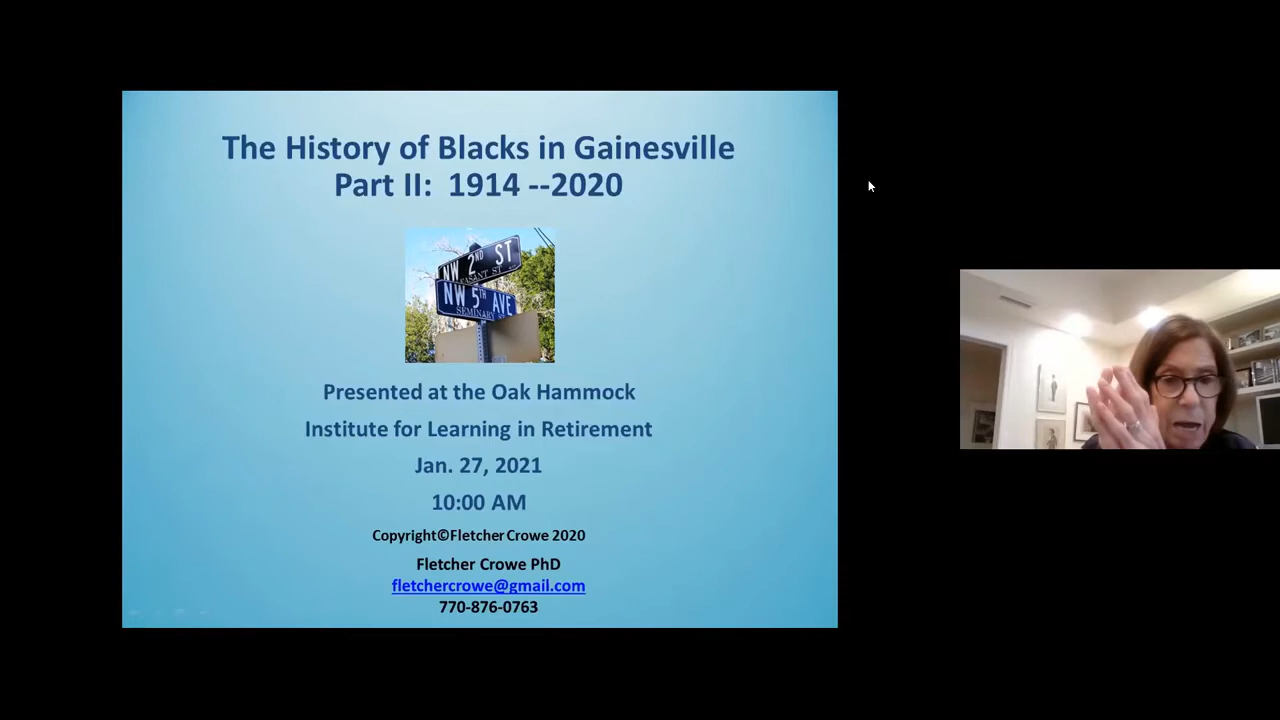 The History of Blacks in Gainesville
Part II:  1914 --2020
NW 2ND ST
NW 5TH AVE
SEMINARY
Presented at the Oak Hammock
Institute for Learning in Retirement
Jan. 27, 2021
10:00 AM
Copyright©Fletcher Crowe 2020
Fletcher Crowe PhD
fletchercrowe@gmail.com
770-876-0763